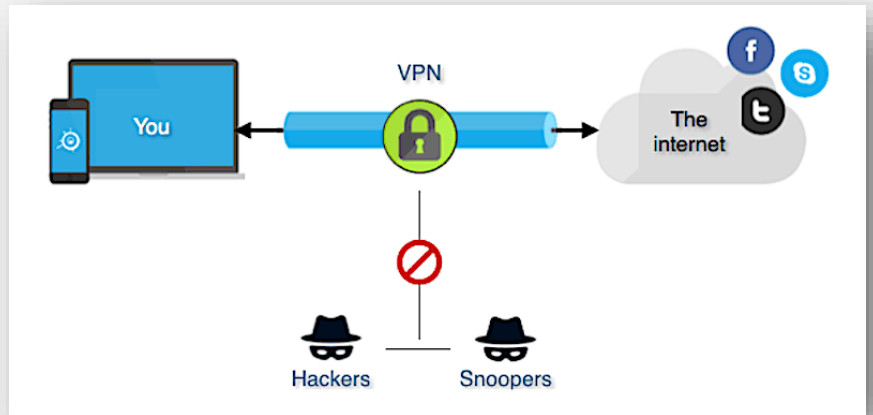 VPN
You
The
internet
f
S
t
Hackers
Snoopers